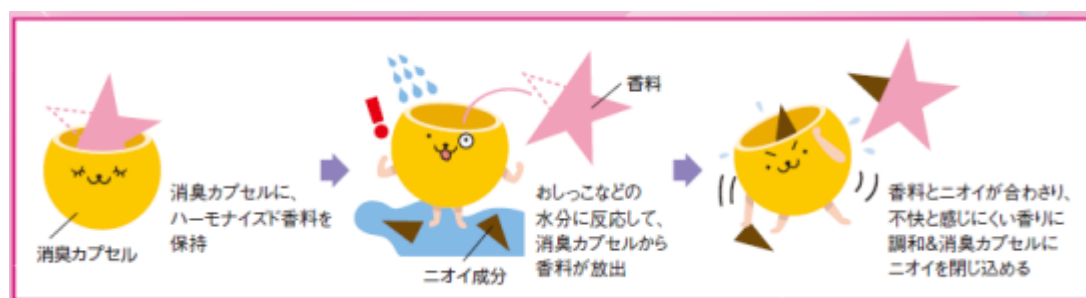 消臭カプセル
消臭カプセルに、
ハーモナイズド香料を
保持
香料
ニオイ成分
おしっこなどの
水分に反応して、
消臭カプセルから
香料が放出
香料とニオイが合わさり、
不快と感じにくい香りに
調和&消臭カプセルに
ニオイを閉じ込める